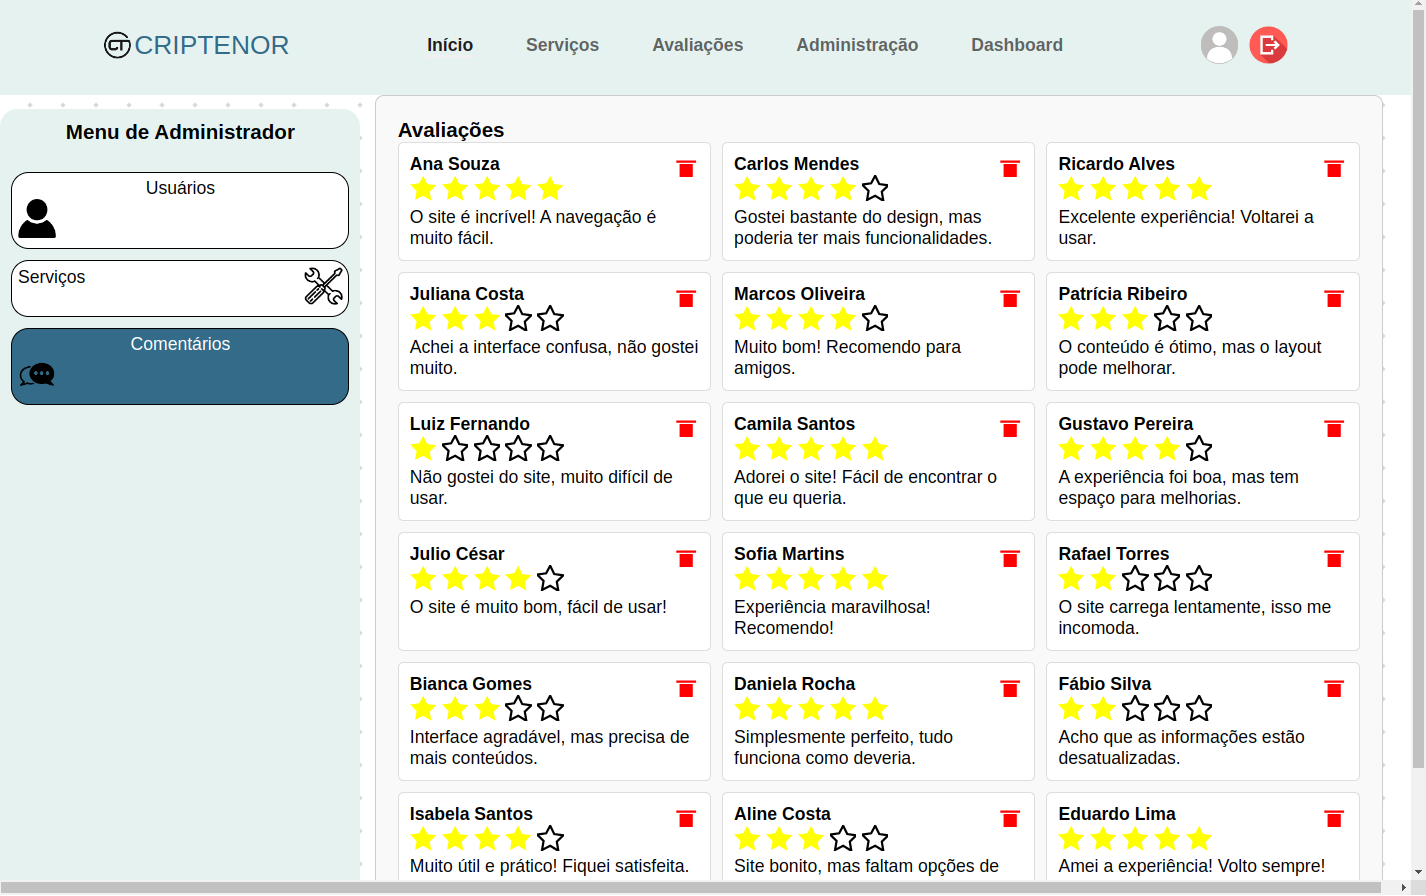 CRIPTENOR
Início
Serviços
Avaliações
Administração
Dashboard
Menu de Administrador
Usuários
Serviços
Comentários
Avaliações
Ana Souza
O site é incrível! A navegação é
muito fácil.
Carlos Mendes
Gostei bastante do design, mas
poderia ter mais funcionalidades.
Ricardo Alves
Excelente experiência! Voltarei a
usar.
Juliana Costa
Achei a interface confusa, não gostei
muito.
Marcos Oliveira
Muito bom! Recomendo para
amigos.
Patrícia Ribeiro
O conteúdo é ótimo, mas o layout
pode melhorar.
Luiz Fernando
Não gostei do site, muito difícil de
usar.
Camila Santos
Adorei o site! Fácil de encontrar o
que eu queria.
Gustavo Pereira
A experiência foi boa, mas tem
espaço para melhorias.
Julio César
O site é muito bom, fácil de usar!
Sofia Martins
Experiência maravilhosa!
Recomendo!
Rafael Torres
O site carrega lentamente, isso me
incomoda.
Bianca Gomes
Interface agradável, mas precisa de
mais conteúdos.
Daniela Rocha
Simplesmente perfeito, tudo
funciona como deveria.
Fábio Silva
Acho que as informações estão
desatualizadas.
Isabela Santos
Muito útil e prático! Fiquei satisfeita.
Aline Costa
Site bonito, mas faltam opções de
Eduardo Lima
Amei a experiência! Volto sempre!